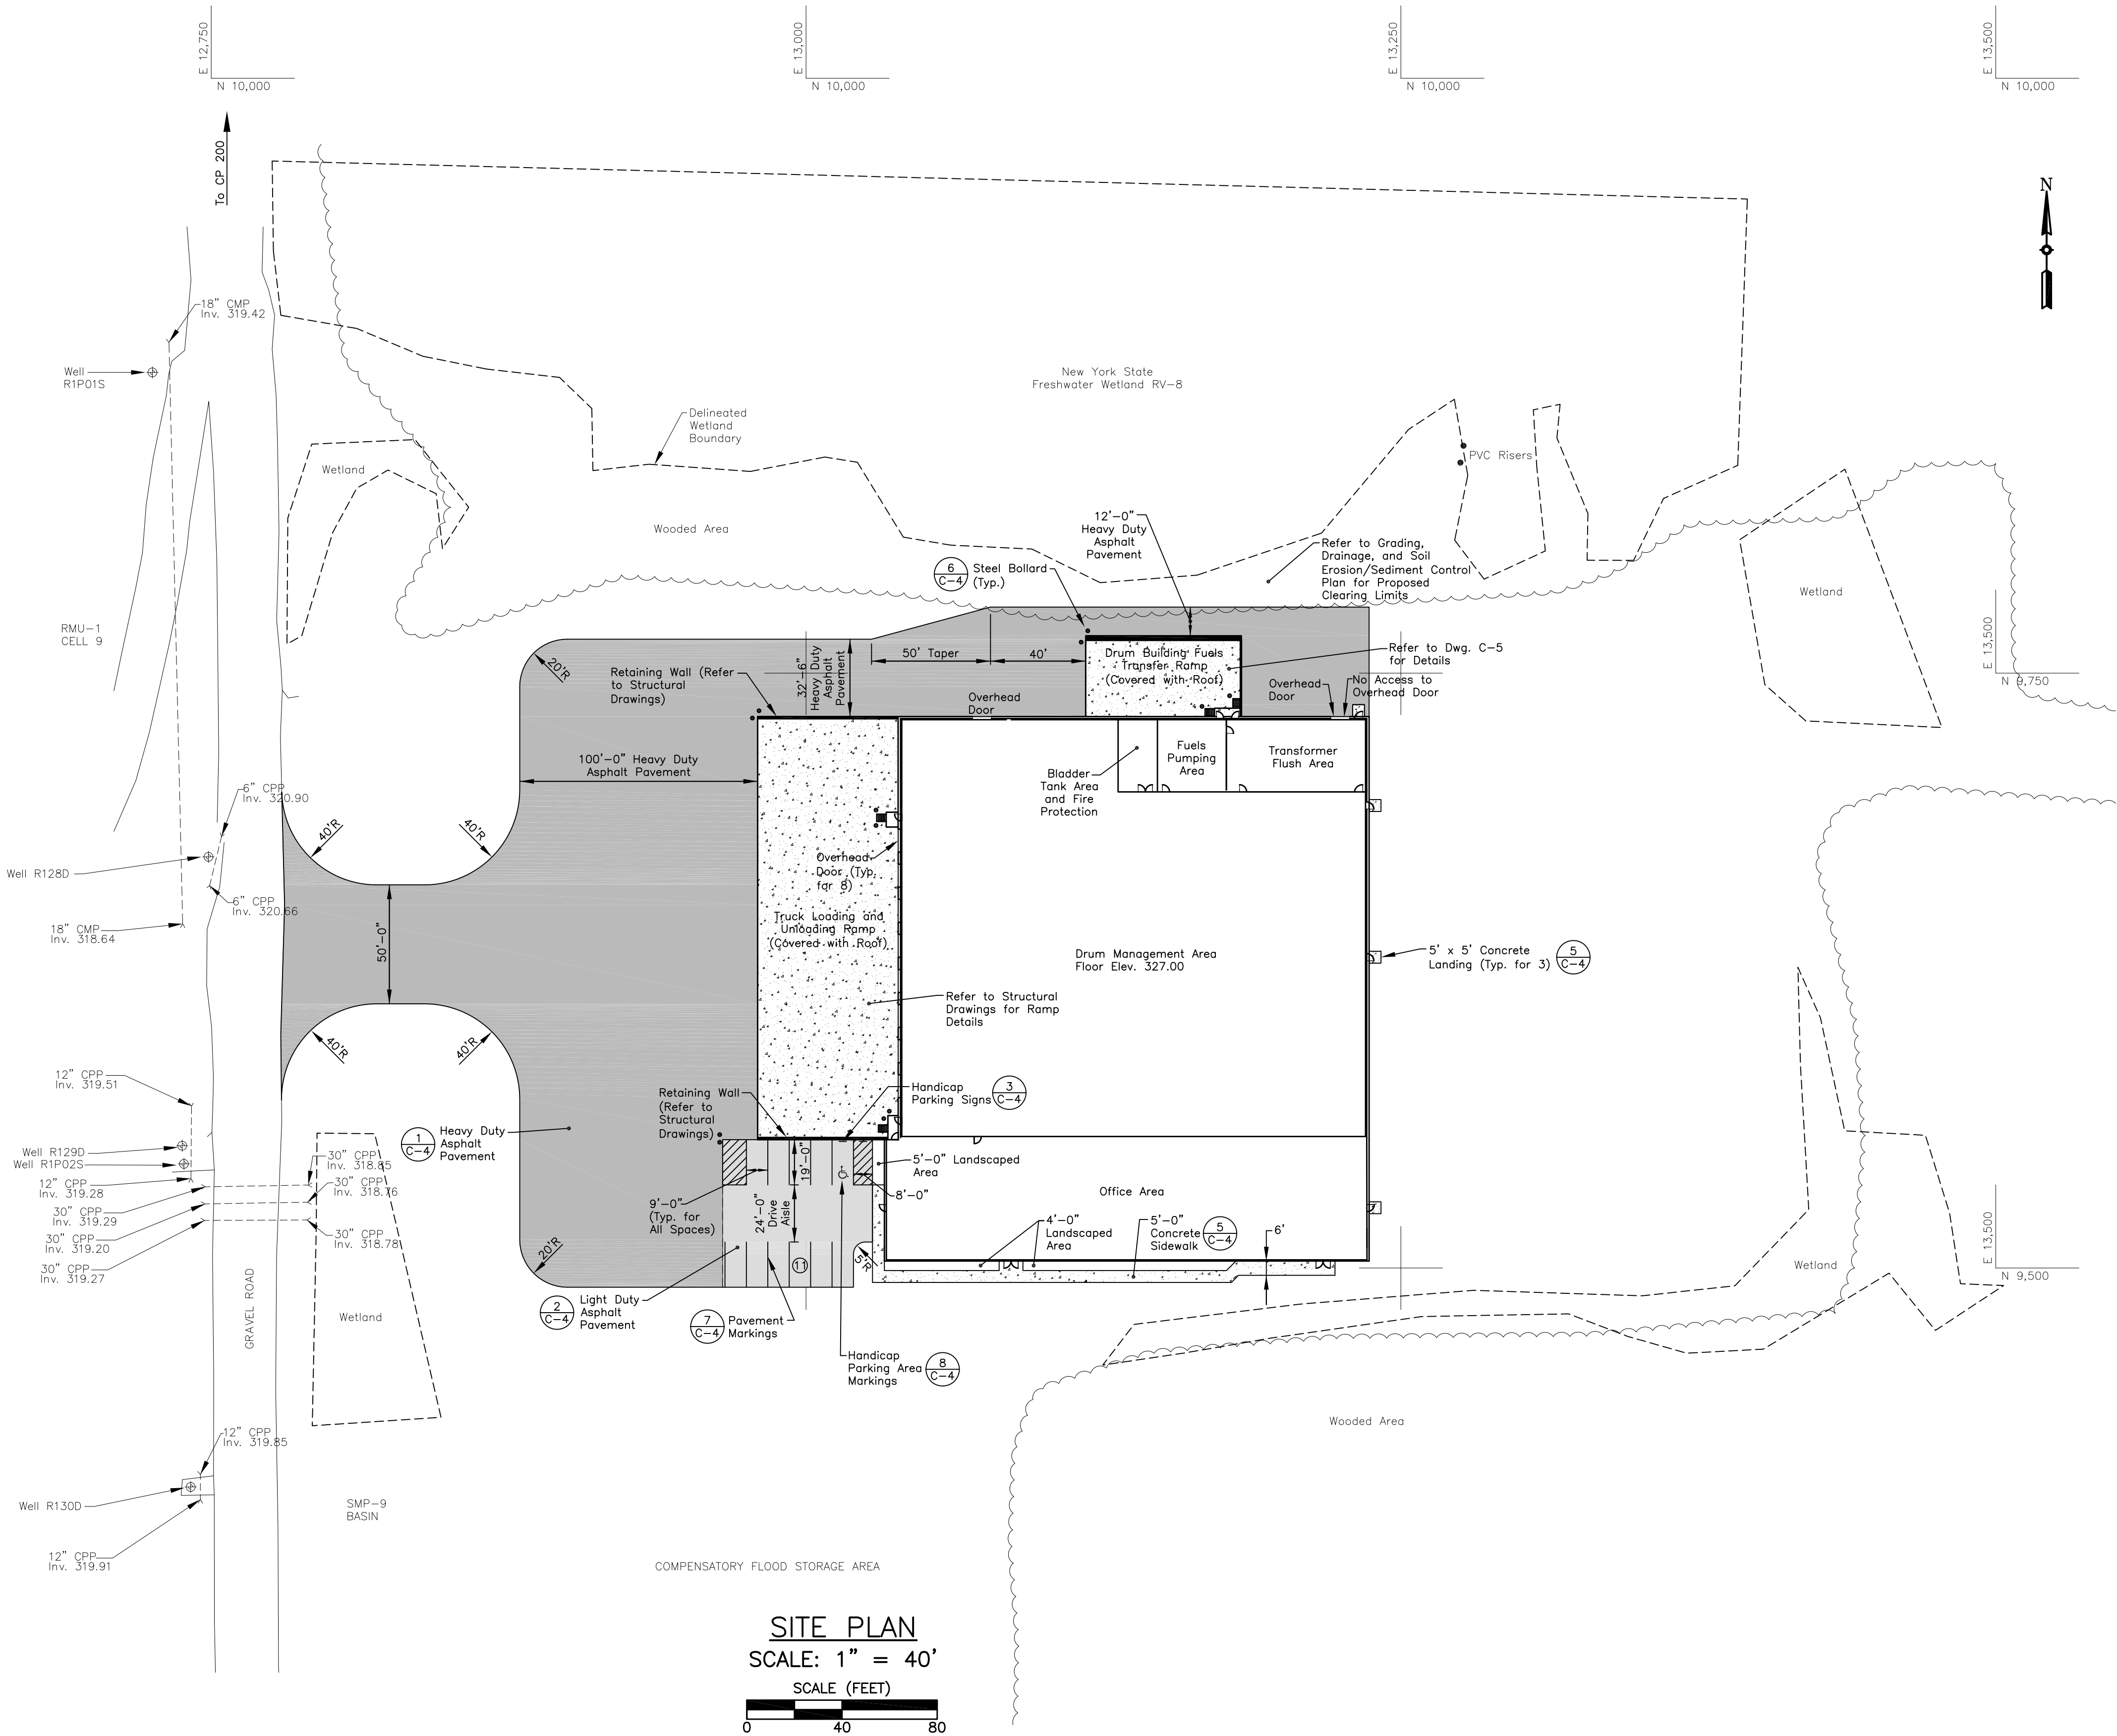 E 12,750
N 10,000
E 13,000
N 10,000
E 13,250
N 10,000
E 13,500
N 10,000
To CP 200
N
18" CMP
Inv. 319.42
Well
R1P01S
New York State
Freshwater Wetland RV-8
Delineated
Wetland
Boundary
Wetland
PVC Risers
Wooded Area
12'-0"
Heavy Duty
Asphalt
Pavement
Refer to Grading,
Drainage, and Soil
Erosion/Sediment Control
Plan for Proposed
Clearing Limits
6
C-4
Steel Bollard
(Typ.)
Wetland
RMU-1
CELL 9
E 13,500
N 9,750
20'R
Retaining Wall (Refer
to Structural
Drawings)
32'-6"
Heavy Duty
Asphalt
Pavement
50' Taper
40'
Drum Building Fuels
Transfer Ramp
(Covered with Roof)
Refer to Dwg. C-5
for Details
Overhead
Door
Overhead
Door
No Access to
Overhead Door
100'-0" Heavy Duty
Asphalt Pavement
Bladder
Tank Area
and Fire
Protection
Fuels
Pumping
Area
Transformer
Flush Area
6" CPP
Inv. 320.90
40'R
40'R
Well R128D
6" CPP
Inv. 320.66
18" CMP
Inv. 318.64
50'-0"
Overhead
Door (Typ.
for 8)
Truck Loading and
Unloading Ramp
(Covered with Roof)
Drum Management Area
Floor Elev. 327.00
5' x 5' Concrete
Landing (Typ. for 3)
5
C-4
Refer to Structural
Drawings for Ramp
Details
40'R
40'R
12" CPP
Inv. 319.51
Retaining Wall
(Refer to
Structural
Drawings)
Handicap
Parking Signs
3
C-4
1
C-4
Heavy Duty
Asphalt
Pavement
Well R129D
Well R1P02S
12" CPP
Inv. 319.28
30" CPP
Inv. 319.29
30" CPP
Inv. 319.20
30" CPP
Inv. 319.27
30" CPP
Inv. 318.85
30" CPP
Inv. 318.76
30" CPP
Inv. 318.78
19'-0"
5'-0" Landscaped
Area
8'-0"
9'-0"
(Typ. for
All Spaces)
24'-0"
Drive
Aisle
Office Area
4'-0"
Landscaped
Area
5'-0"
Concrete
Sidewalk
5
C-4
6'
E 13,500
N 9,500
Wetland
20'R
5'R
11
2
C-4
Light Duty
Asphalt
Pavement
7
C-4
Pavement
Markings
Handicap
Parking Area
Markings
8
C-4
GRAVEL ROAD
Wetland
Wooded Area
12" CPP
Inv. 319.85
Well R130D
SMP-9
BASIN
12" CPP
Inv. 319.91
COMPENSATORY FLOOD STORAGE AREA
SITE PLAN
SCALE: 1" = 40'
SCALE (FEET)
0 40 80